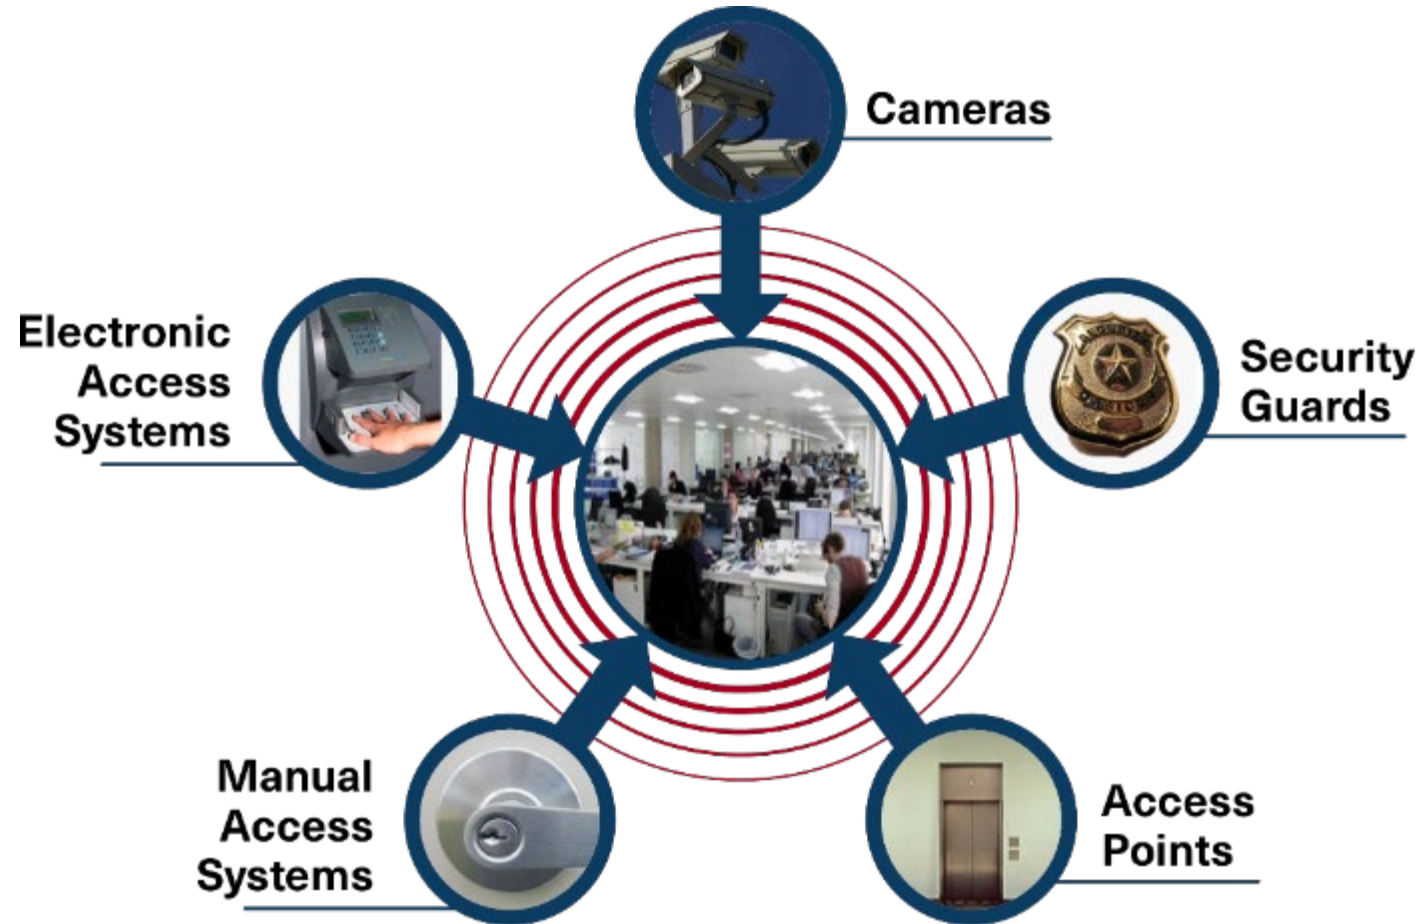 Cameras
Electronic
Access
Systems
Security
Guards
Manual
Access
Systems
Access
Points